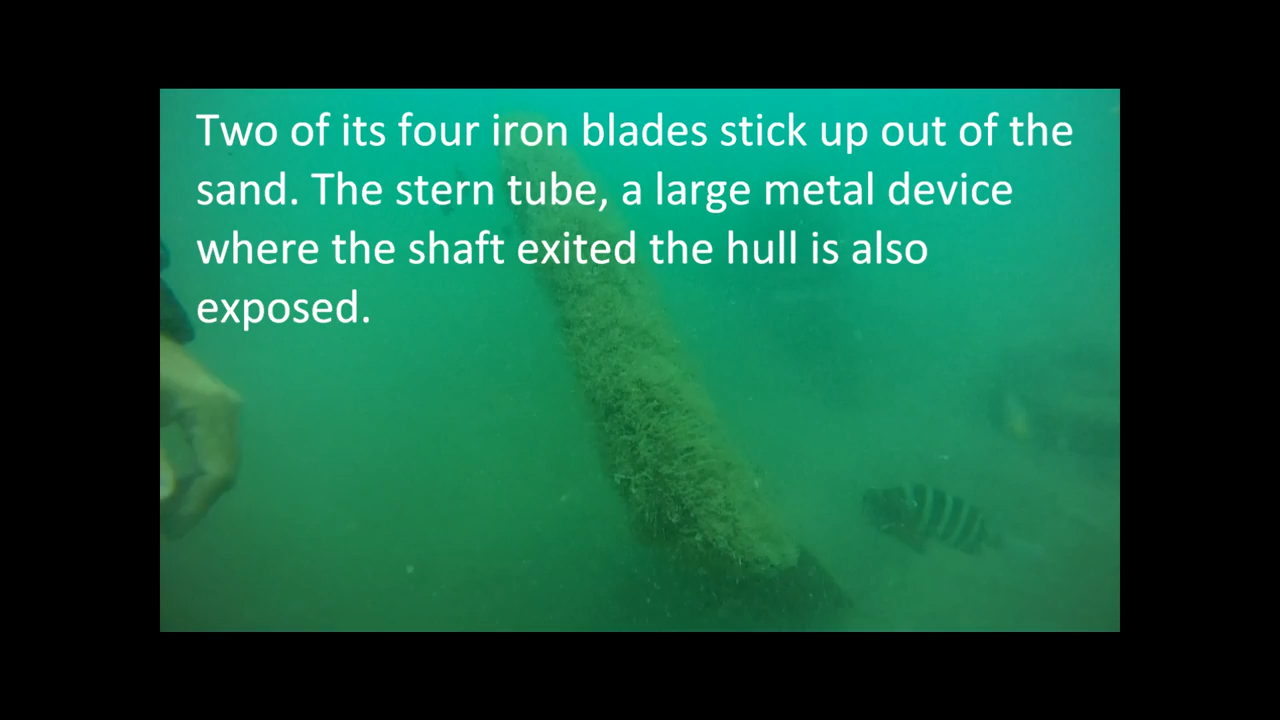 Two of its four iron blades stick up out of the
sand. The stern tube, a large metal device
where the shaft exited the hull is also
exposed.